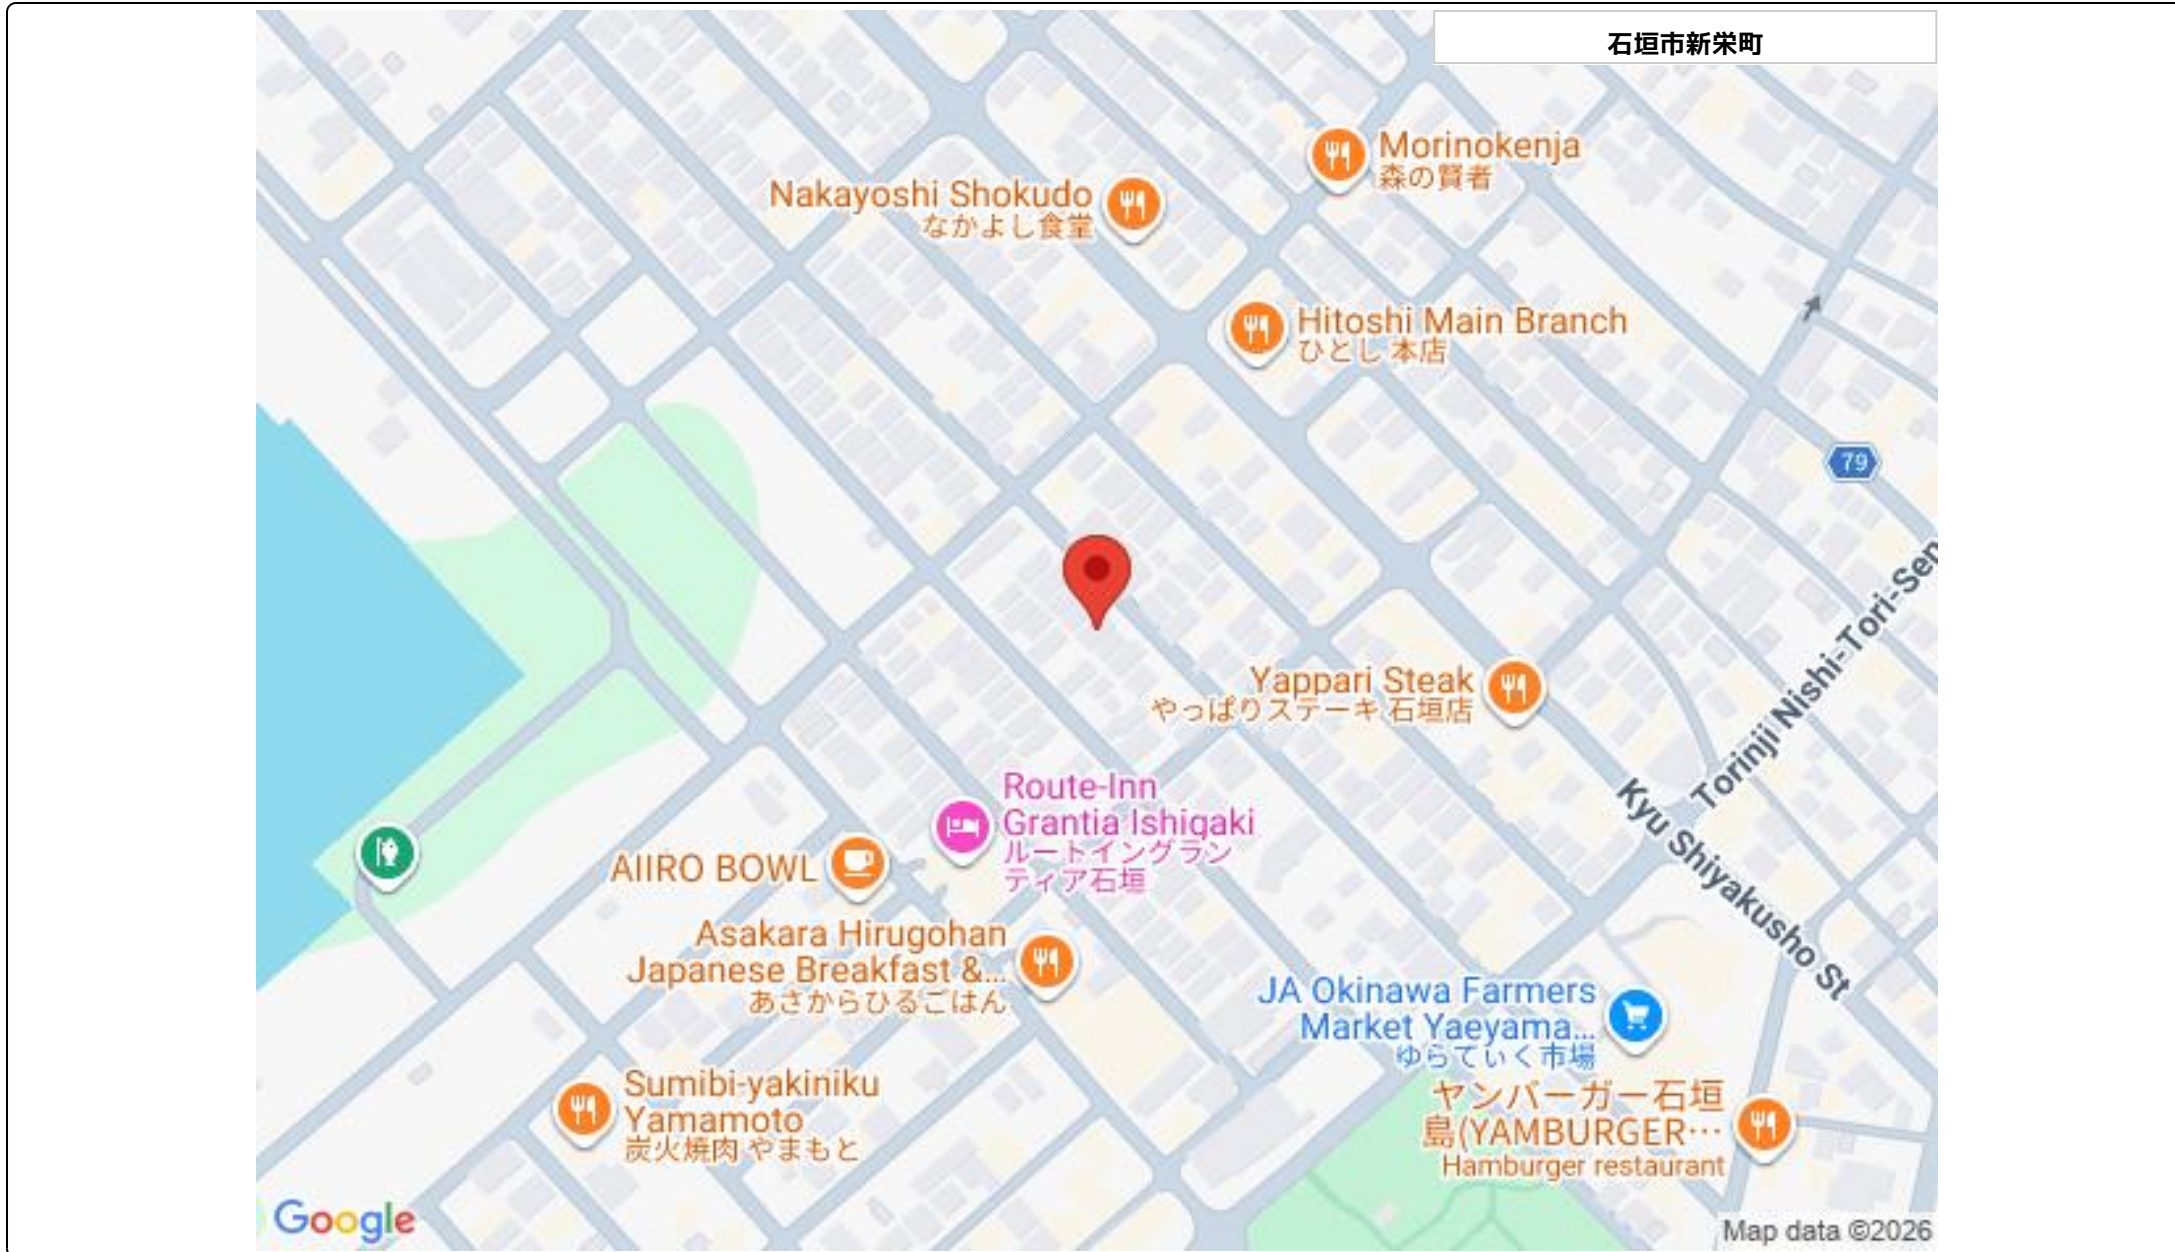 石垣市新栄町
Morinokenja
森の賢者
Nakayoshi Shokudo
なかよし食堂
Hitoshi Main Branch
ひとし 本店
79
Torinji Nishi-Tori-Sen
Yappari Steak
やっぱりステーキ 石垣店
Kyu Shiyakusho St
Route-Inn
Grantia Ishigaki
ルートイングラン
ティア石垣
AIIRO BOWL
Asakara Hirugohan
Japanese Breakfast &...
あさからひるごはん
JA Okinawa Farmers
Market Yaeyama...
ゆらてぃく市場
Sumibi-yakiniku
Yamamoto
炭火焼肉 やまもと
ヤンバーガー石垣
島(YAMBURGER…
Hamburger restaurant
Google
Map data ©2026